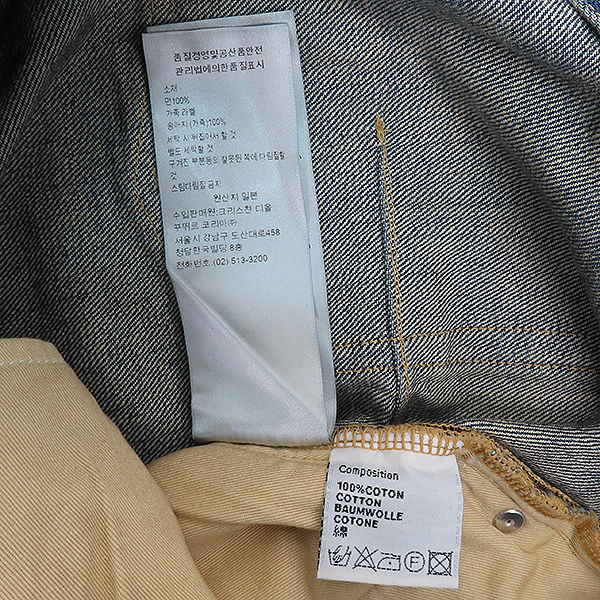 품질경영및공산품안전
관리법에의한품질표시
소재 :
면100%
가죽 라벨
송아지 (가죽)100%
세탁 시 뒤집어서 할 것
별도 세탁할 것
구겨진 부분등의 잘못된 쪽에 다림질할
것
스팀다림질 금지
원산지 일본
수입판매원:크리스챤 디올
꾸뛰르 코리아㈜
서울시 강남구 도산대로458
청담한국빌딩 8층
전화번호:(02) 513-3200
Composition
100%COTON
COTTON
BAUMWOLLE
COTONE
綿